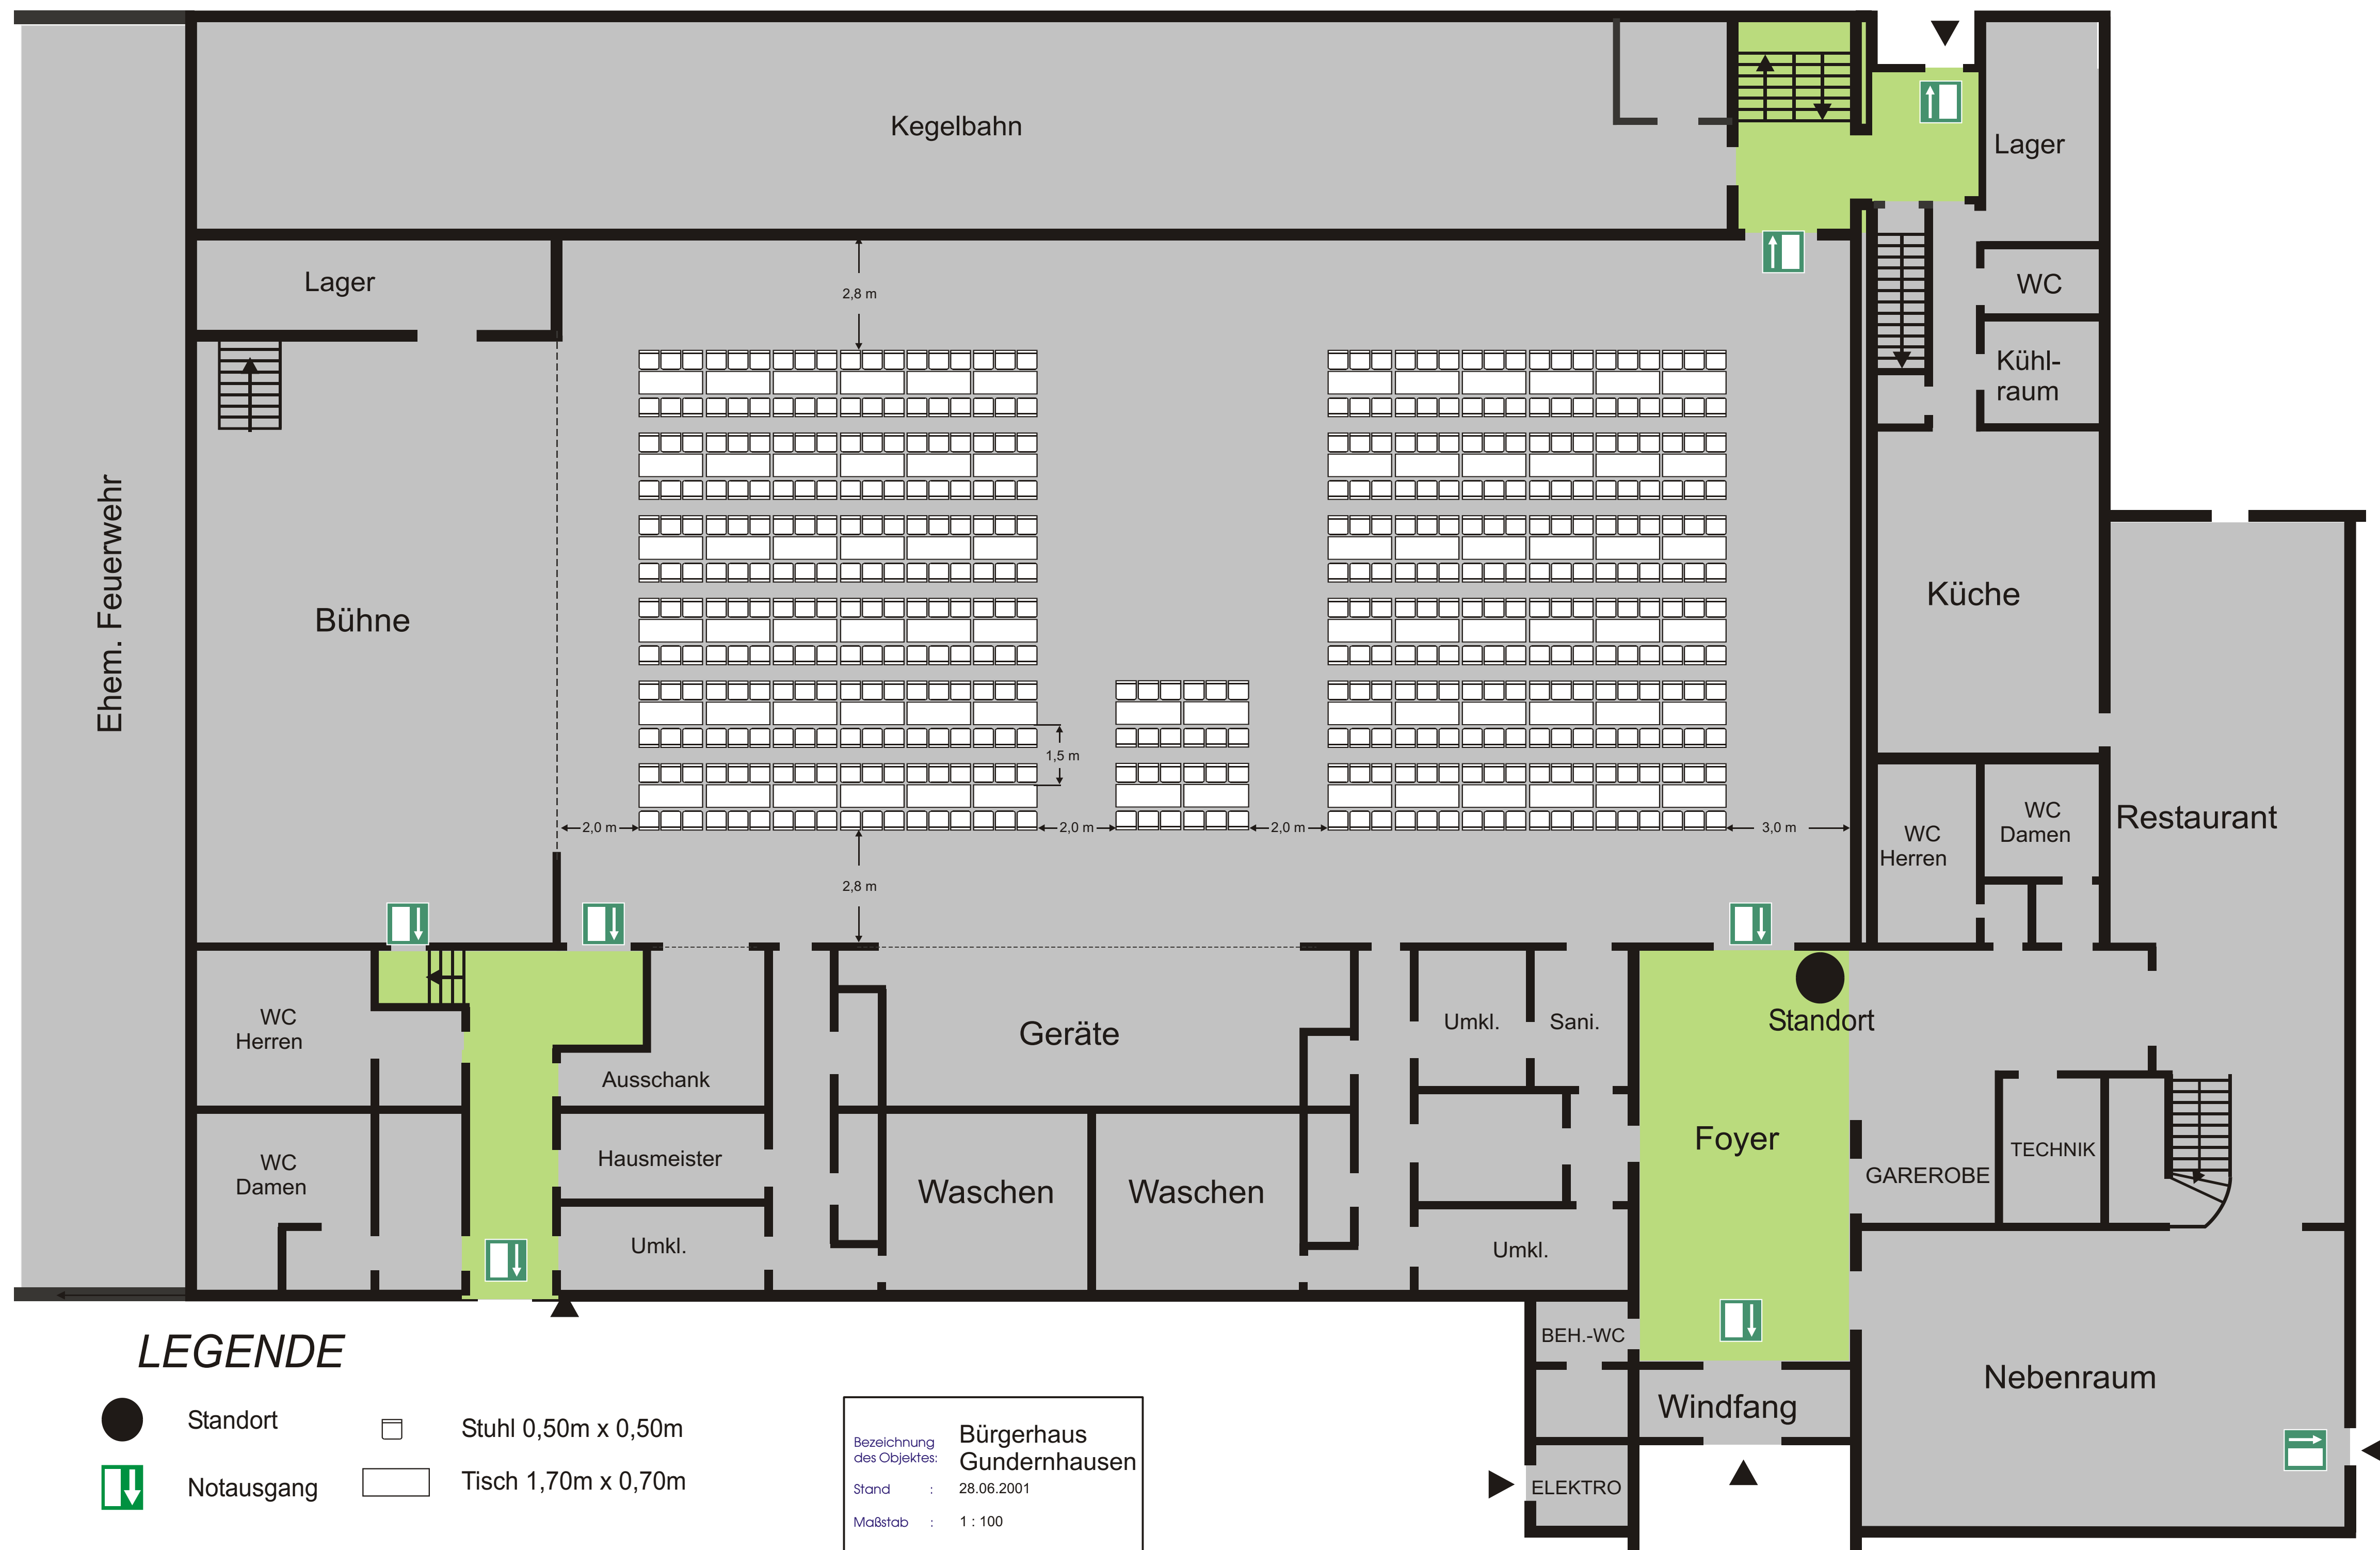 Kegelbahn
Lager
Lager
2,8 m
WC
Kühl-
raum
Ehem. Feuerwehr
Bühne
Küche
1,5 m
2,0 m
2,0 m
2,0 m
3,0 m
WC
Herren
WC
Damen
Restaurant
2,8 m
WC
Herren
Ausschank
Geräte
Umkl.
Sani.
Standort
Foyer
Hausmeister
WC
Damen
Waschen
Waschen
GAREROBE
TECHNIK
Umkl.
Umkl.
BEH.-WC
Windfang
Nebenraum
ELEKTRO
LEGENDE
Standort
Stuhl 0,50m x 0,50m
Notausgang
Tisch 1,70m x 0,70m
Bezeichnung
des Objektes:
Bürgerhaus
Gundernhausen
Stand : 28.06.2001
Maßstab : 1 : 100